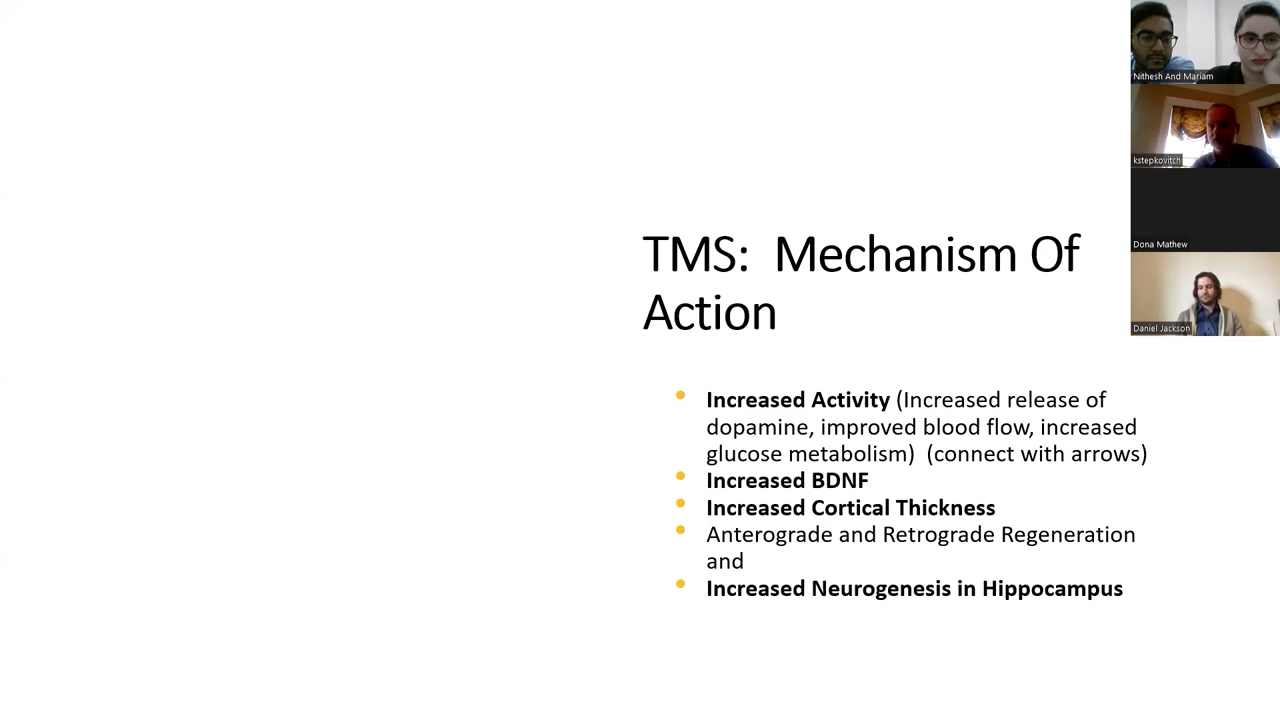 TMS:  Mechanism Of
Action
• Increased Activity (Increased release of
dopamine, improved blood flow, increased
glucose metabolism)  (connect with arrows)
• Increased BDNF
• Increased Cortical Thickness
• Anterograde and Retrograde Regeneration
and
• Increased Neurogenesis in Hippocampus
Nithesh And Mariam
kstepkovitch
Dona Mathew
Daniel Jackson